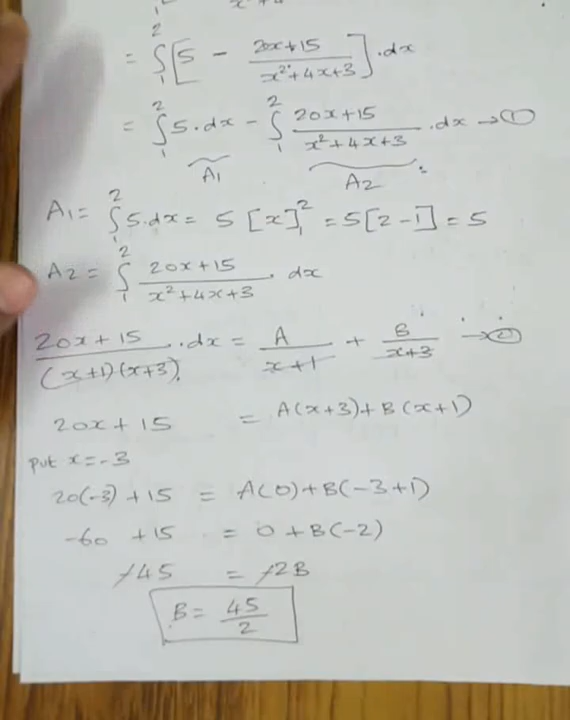 = ∫₁² [5 - (20x+15)/(x²+4x+3)] .dx
= ∫₁² 5.dx - ∫₁² (20x+15)/(x²+4x+3) .dx → ①
A₁ A₂
A₁ = ∫₁² 5.dx = 5 [x]₁² = 5[2-1] = 5
A₂ = ∫₁² (20x+15)/(x²+4x+3) . dx
(20x+15)/((x+1)(x+3)) .dx = A/(x+1) + B/(x+3) → ②
20x+15 = A(x+3)+B(x+1)
put x=-3
20(-3)+15 = A(0)+B(-3+1)
-60 +15 = 0+B(-2)
-45 = -2B
B = 45/2